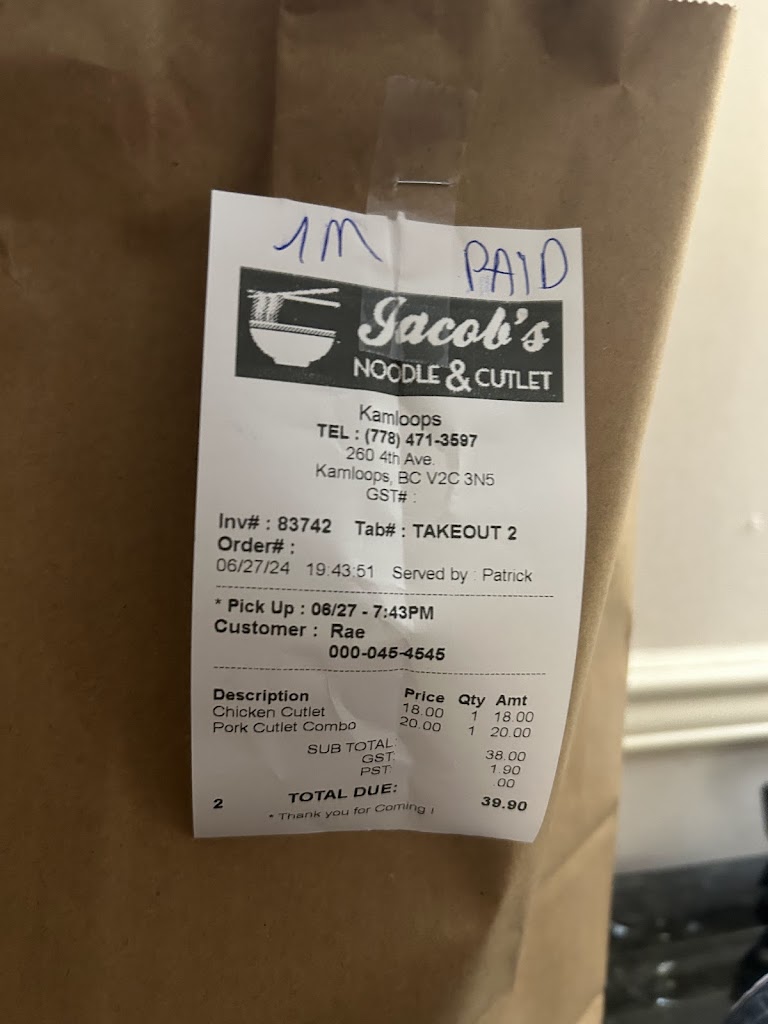 1M PAID
Jacob's
NOODLE & CUTLET
Kamloops
TEL : (778) 471-3597
260 4th Ave.
Kamloops, BC V2C 3N5
GST# :
Inv# : 83742 Tab# : TAKEOUT 2
Order# :
06/27/24 19:43:51 Served by : Patrick
* Pick Up : 06/27 - 7:43PM
Customer : Rae
000-045-4545
Description Price Qty Amt
Chicken Cutlet 18.00 1 18.00
Pork Cutlet Combo 20.00 1 20.00
SUB TOTAL: 38.00
GST: 1.90
PST: .00
2 TOTAL DUE: 39.90
* Thank you for Coming !